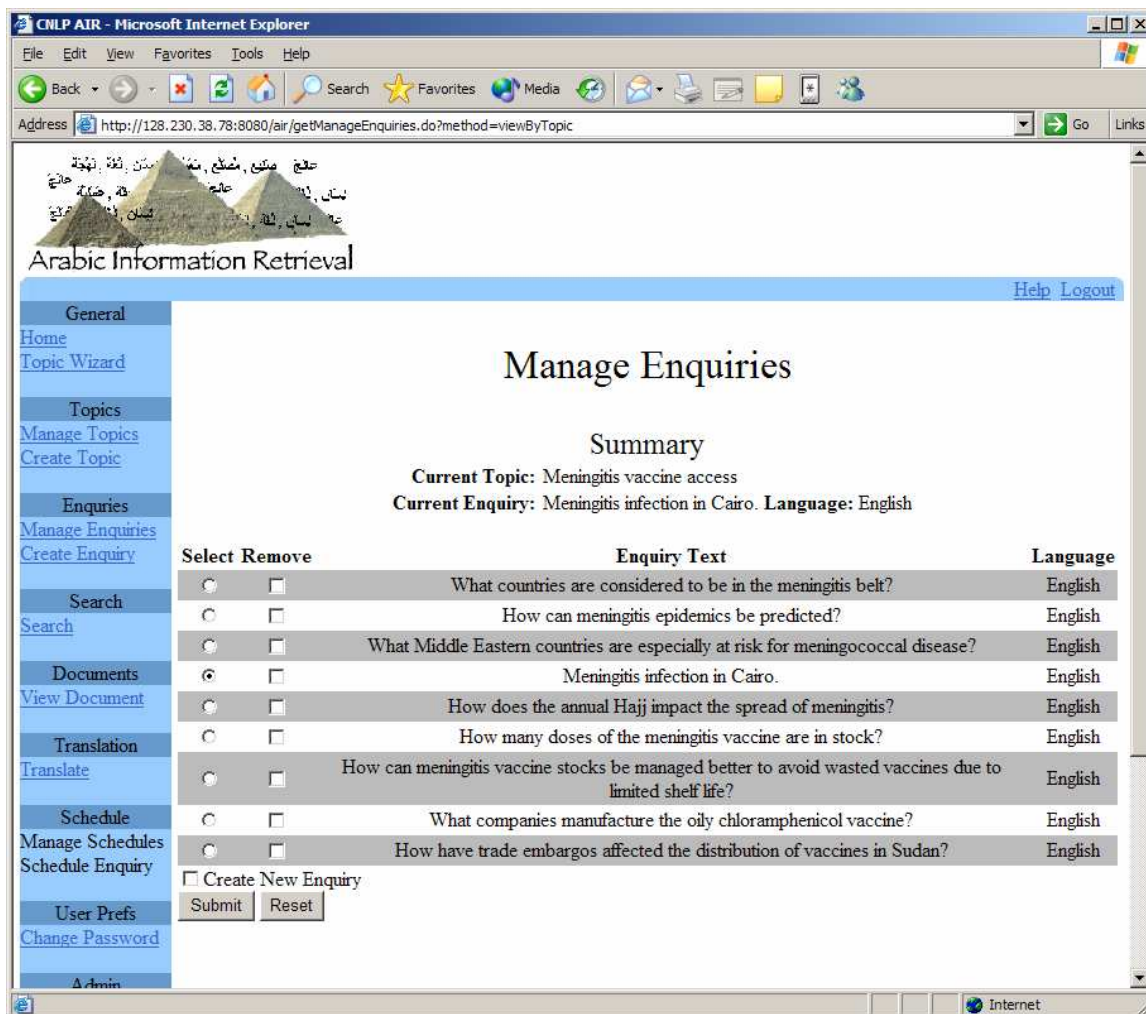 CNLP AIR - Microsoft Internet Explorer
File Edit View Favorites Tools Help
Back Search Favorites Media
Address http://128.230.38.78:8080/air/getManageEnquiries.do?method=viewByTopic Go Links
Arabic Information Retrieval
Help Logout
General
Home
Topic Wizard
Topics
Manage Topics
Create Topic
Enquries
Manage Enquiries
Create Enquiry
Search
Search
Documents
View Document
Translation
Translate
Schedule
Manage Schedules
Schedule Enquiry
User Prefs
Change Password
Admin
Manage Enquiries
Summary
Current Topic: Meningitis vaccine access
Current Enquiry: Meningitis infection in Cairo. Language: English
Select Remove Enquiry Text Language
What countries are considered to be in the meningitis belt? English
How can meningitis epidemics be predicted? English
What Middle Eastern countries are especially at risk for meningococcal disease? English
Meningitis infection in Cairo. English
How does the annual Hajj impact the spread of meningitis? English
How many doses of the meningitis vaccine are in stock? English
How can meningitis vaccine stocks be managed better to avoid wasted vaccines due to
limited shelf life? English
What companies manufacture the oily chloramphenicol vaccine? English
How have trade embargos affected the distribution of vaccines in Sudan? English
Create New Enquiry
Submit Reset
Internet